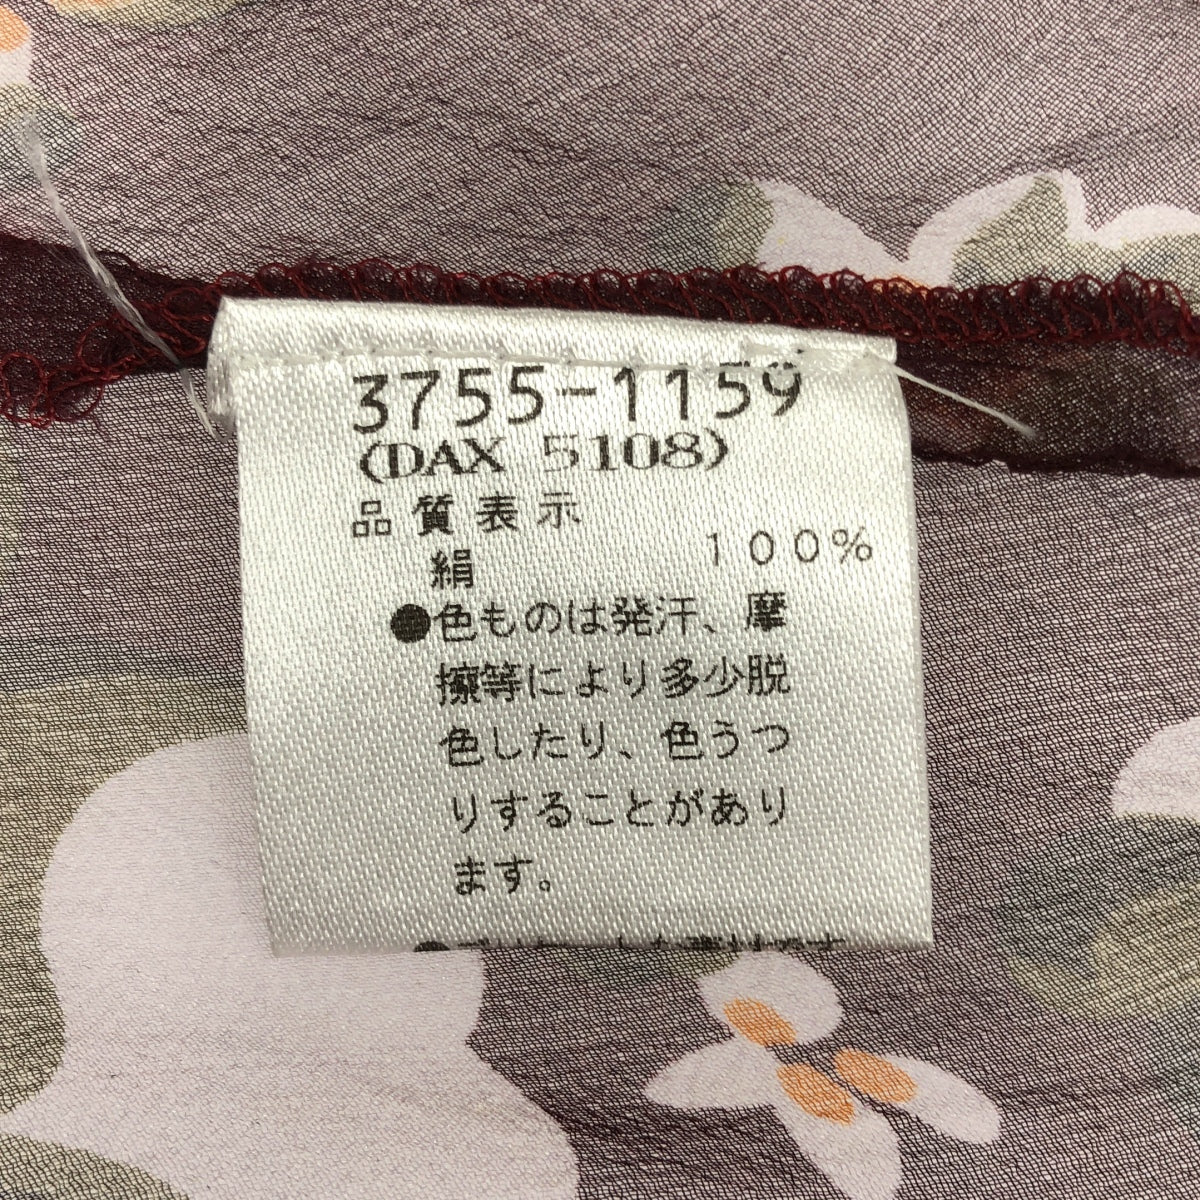 3755-1159
(DAX 5108)
品質表示
絹 100%
●色ものは発汗、摩
擦等により多少脱
色したり、色うつ
りすることがあり
ます。